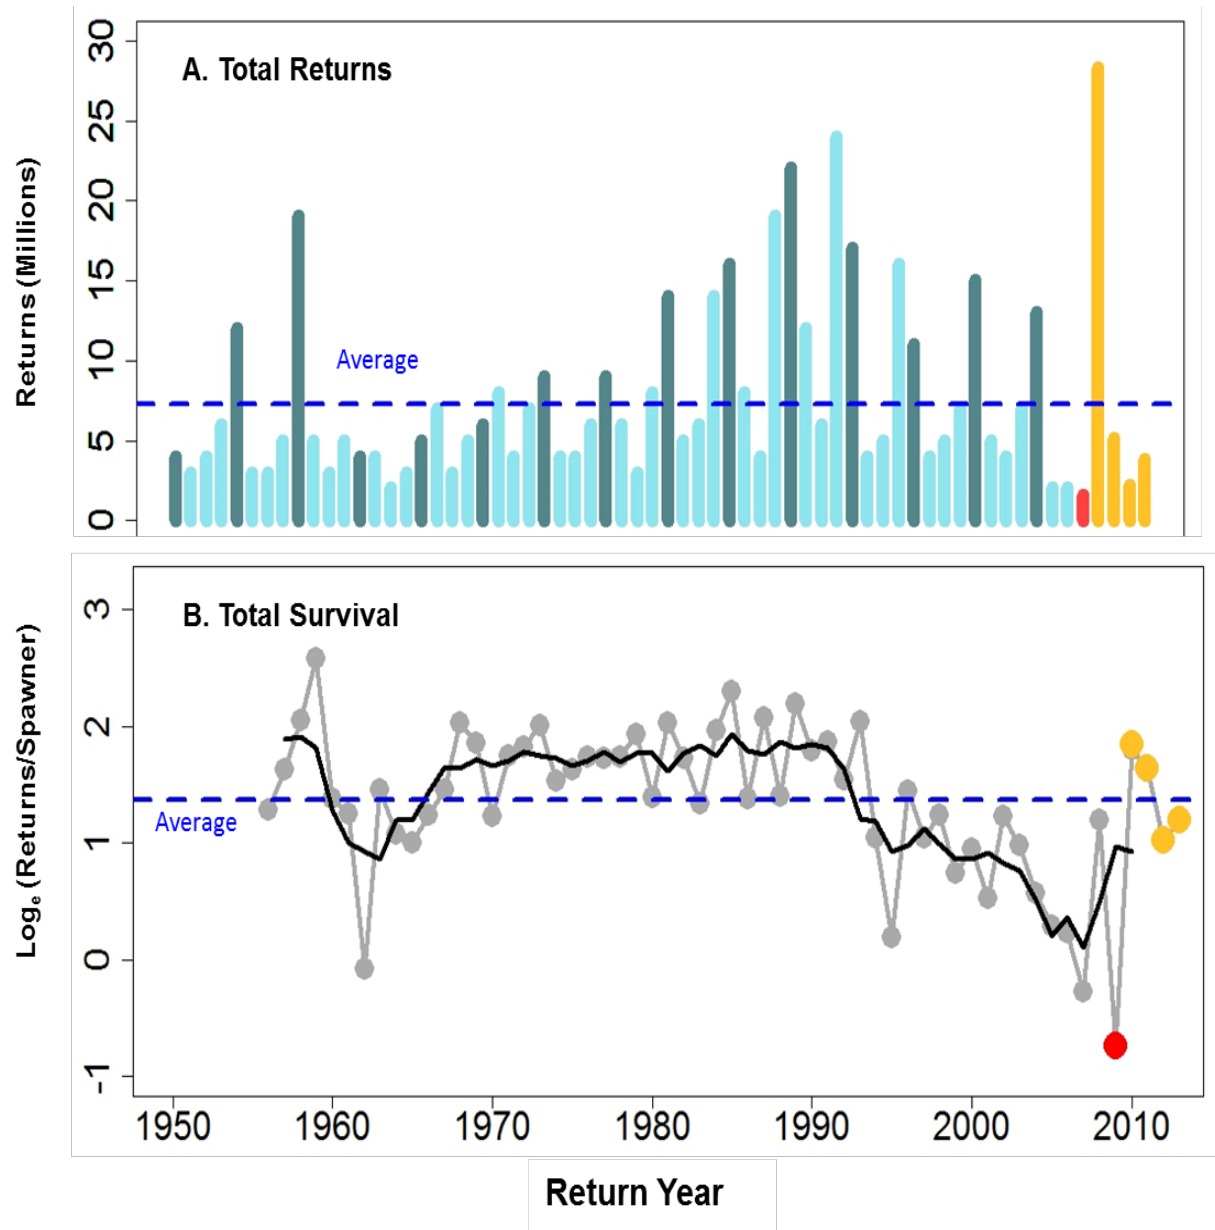 A. Total Returns
Returns (Millions)
30
25
20
15
10
5
0
Average
B. Total Survival
Logₑ (Returns/Spawner)
3
2
1
0
-1
Average
1950 1960 1970 1980 1990 2000 2010
Return Year